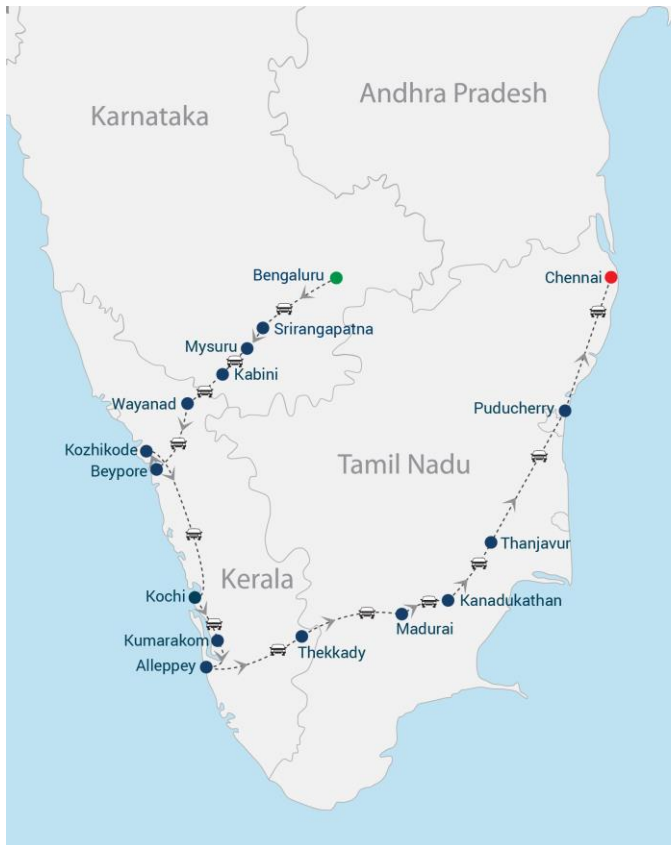 Andhra Pradesh
Karnataka
Bengaluru
Chennai
Srirangapatna
Mysuru
Kabini
Wayanad
Puducherry
Kozhikode
Beypore
Tamil Nadu
Thanjavur
Kerala
Kochi
Kanadukathan
Madurai
Kumarakom
Thekkady
Alleppey